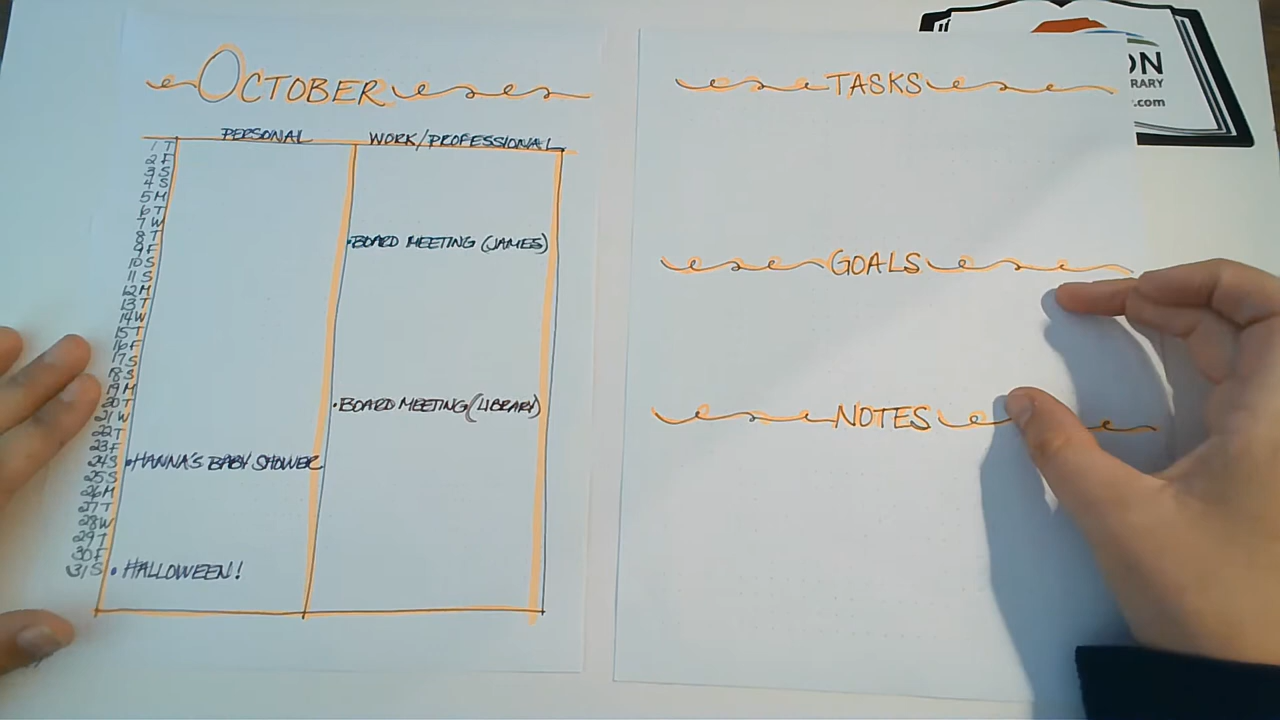 OCTOBER
PERSONAL WORK/PROFESSIONAL
1 T
2 F
3 S
4 S
5 M
6 T
7 W
8 T •BOARD MEETING (JAMES)
9 F
10 S
11 S
12 M
13 T
14 W
15 T
16 F
17 S
18 S
19 M
20 T •BOARD MEETING (LIBRARY)
21 W
22 T
23 F
24 S •HANNA'S BABY SHOWER
25 S
26 M
27 T
28 W
29 T
30 F
31 S • HALLOWEEN!
TASKS
GOALS
NOTES
ON
RARY
.com